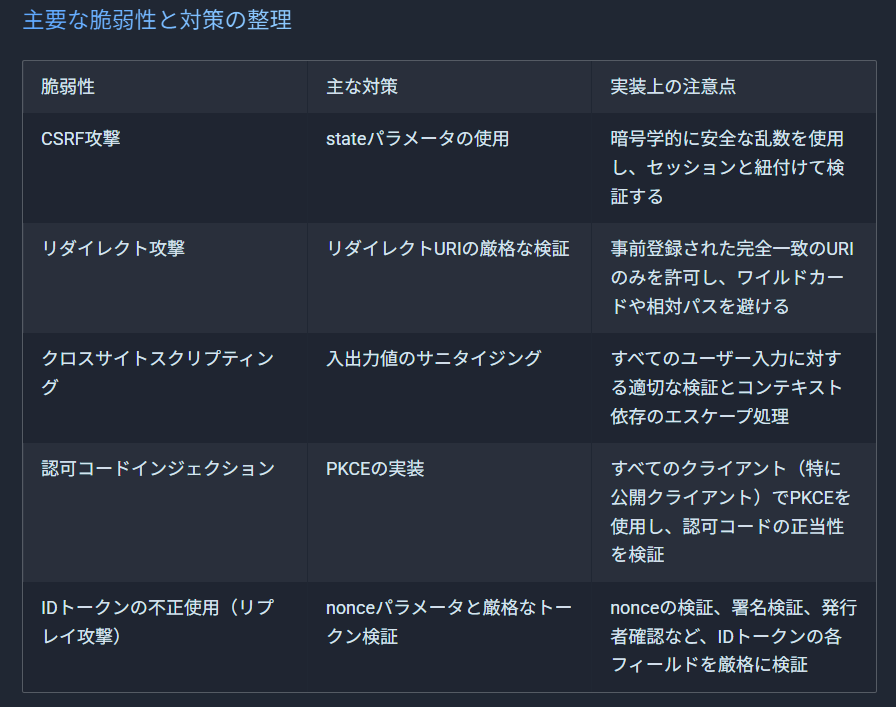 主要な脆弱性と対策の整理
脆弱性
主な対策
実装上の注意点
CSRF攻撃
stateパラメータの使用
暗号学的に安全な乱数を使用
し、セッションと紐付けて検
証する
リダイレクト攻撃
リダイレクトURIの厳格な検証
事前登録された完全一致のURI
のみを許可し、ワイルドカー
ドや相対パスを避ける
クロスサイトスクリプティン
グ
入出力値のサニタイジング
すべてのユーザー入力に対す
る適切な検証とコンテキスト
依存のエスケープ処理
認可コードインジェクション
PKCEの実装
すべてのクライアント（特に
公開クライアント）でPKCEを
使用し、認可コードの正当性
を検証
IDトークンの不正使用（リプ
レイ攻撃）
nonceパラメータと厳格なトー
クン検証
nonceの検証、署名検証、発行
者確認など、IDトークンの各
フィールドを厳格に検証